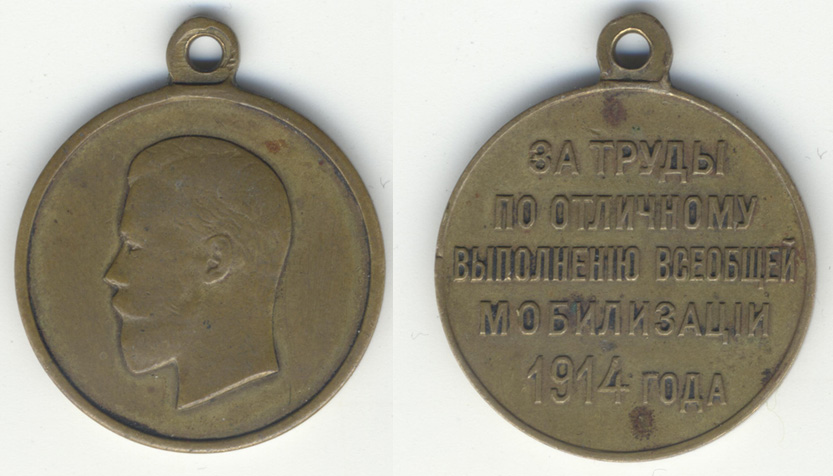 ЗА ТРУДЫ
ПО ОТЛИЧНОМУ
ВЫПОЛНЕНІЮ ВСЕОБЩЕЙ
МОБИЛИЗАЦІИ
1914 ГОДА